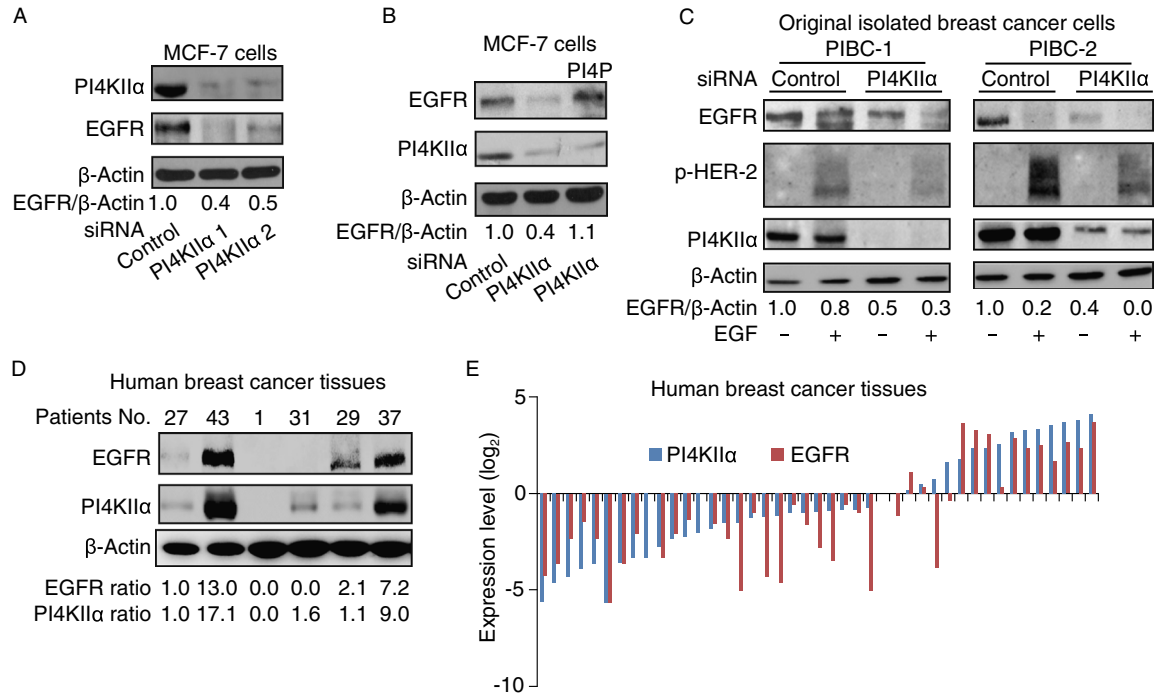 A
MCF-7 cells
PI4KIIα
EGFR
β-Actin
EGFR/β-Actin 1.0 0.4 0.5
siRNA
Control PI4KIIα 1 PI4KIIα 2
B
MCF-7 cells
PI4P
EGFR
PI4KIIα
β-Actin
EGFR/β-Actin 1.0 0.4 1.1
siRNA
Control PI4KIIα PI4KIIα
C
Original isolated breast cancer cells
PIBC-1 PIBC-2
siRNA Control PI4KIIα Control PI4KIIα
EGFR
p-HER-2
PI4KIIα
β-Actin
EGFR/β-Actin 1.0 0.8 0.5 0.3 1.0 0.2 0.4 0.0
EGF − + − + − + − +
D
Human breast cancer tissues
Patients No. 27 43 1 31 29 37
EGFR
PI4KIIα
β-Actin
EGFR ratio 1.0 13.0 0.0 0.0 2.1 7.2
PI4KIIα ratio 1.0 17.1 0.0 1.6 1.1 9.0
E
Human breast cancer tissues
PI4KIIα EGFR
Expression level (log₂)
5
0
-5
-10